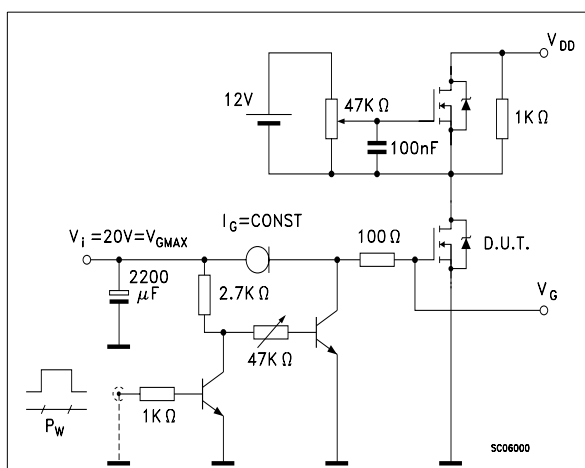 V_DD
12V
47K Ω
1K Ω
100nF
I_G=CONST
V_i =20V=V_GMAX
100 Ω
D.U.T.
2200
μF
2.7K Ω
V_G
47K Ω
1K Ω
P_W
SC06000